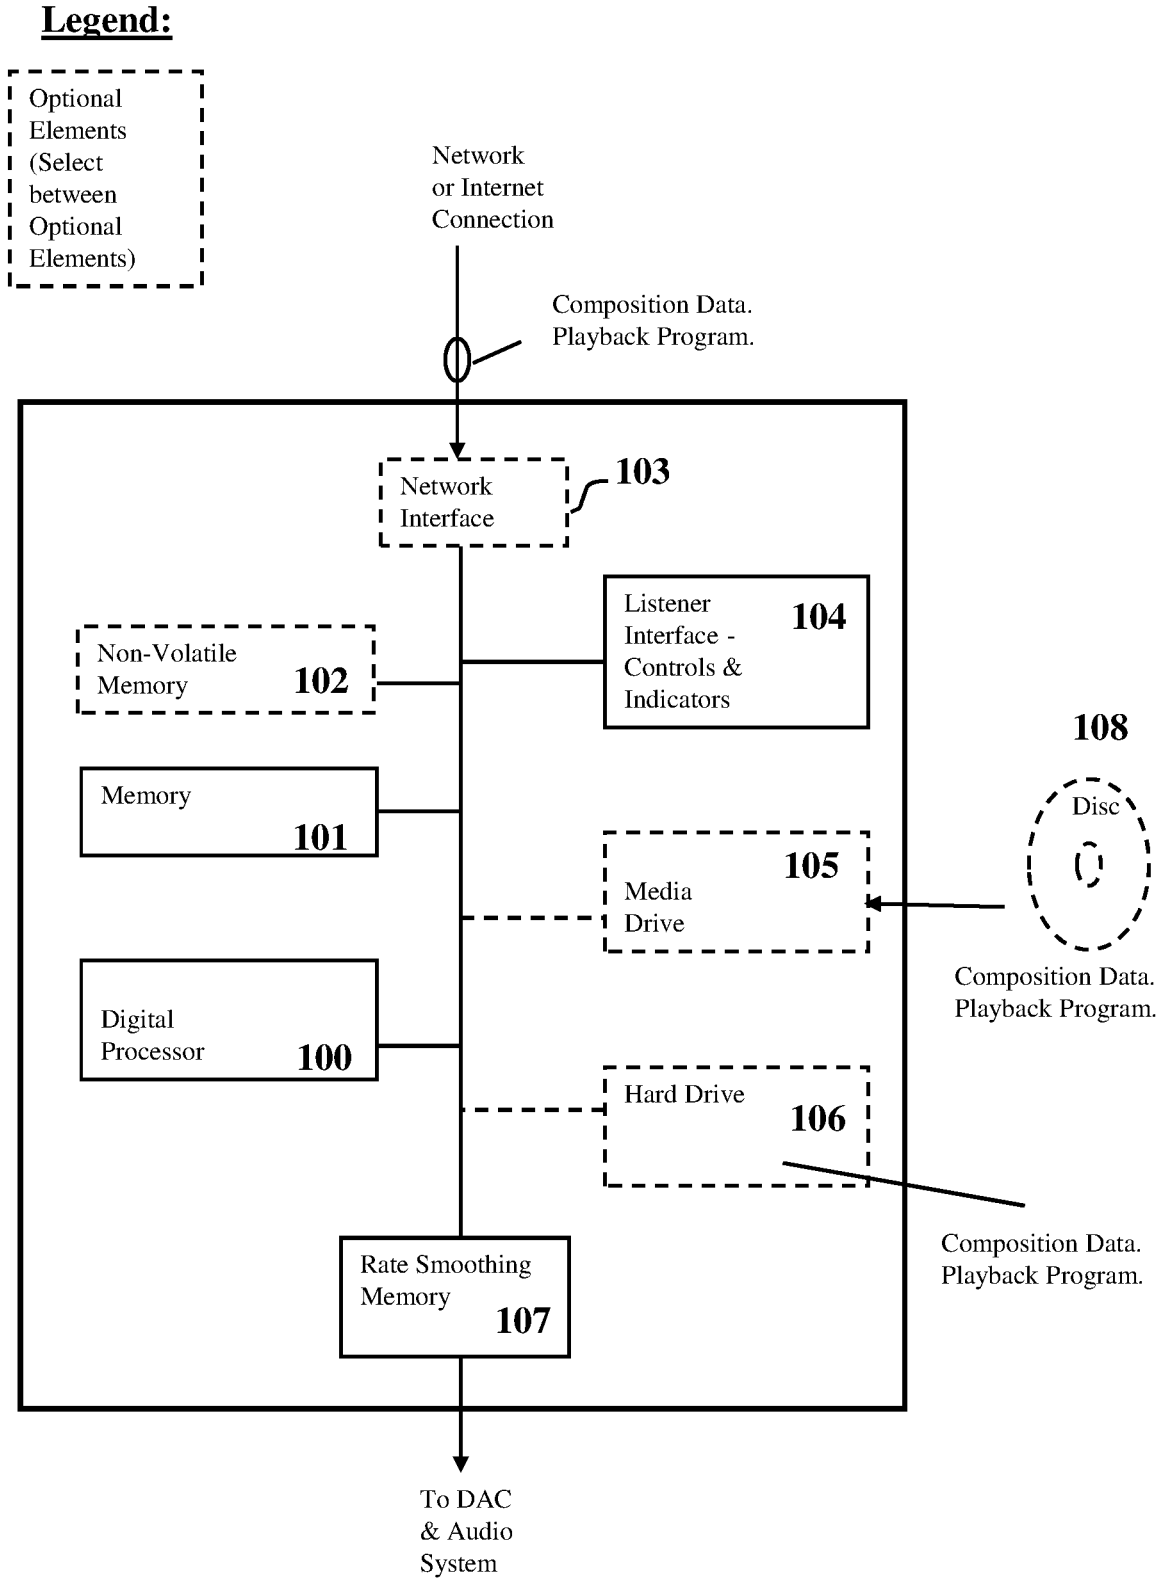 Legend:
Optional
Elements
(Select
between
Optional
Elements)
Network
or Internet
Connection
Composition Data.
Playback Program.
Network
Interface
103
Listener
Interface -
Controls &
Indicators
104
Non-Volatile
Memory
102
Memory
101
108
Disc
105
Media
Drive
Composition Data.
Playback Program.
Digital
Processor
100
Hard Drive
106
Composition Data.
Playback Program.
Rate Smoothing
Memory
107
To DAC
& Audio
System